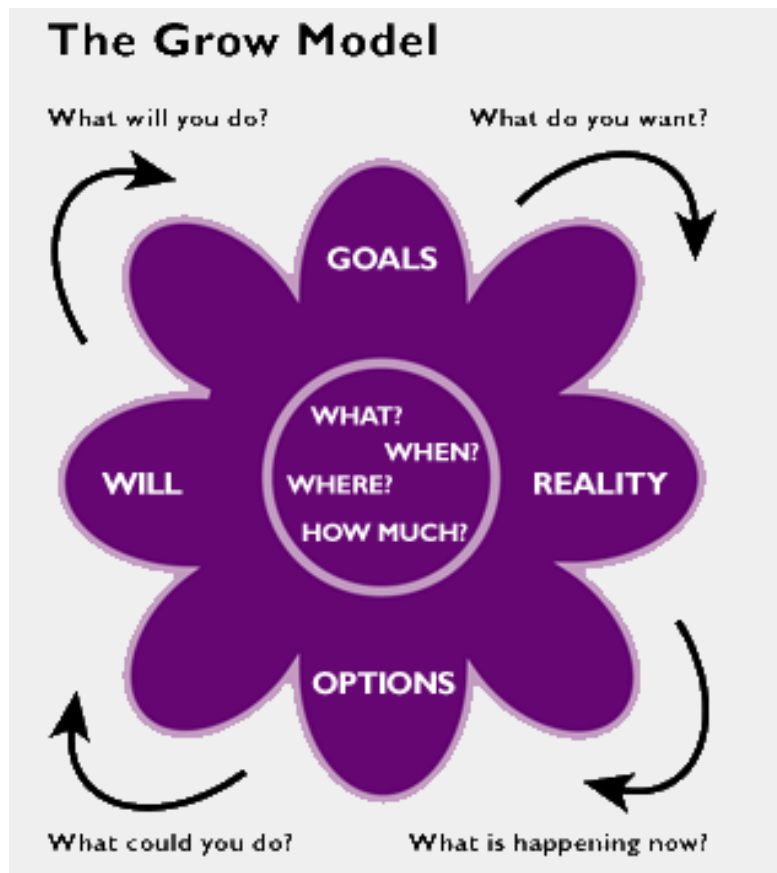 The Grow Model
What will you do?
What do you want?
GOALS
WHAT?
WHEN?
WILL
WHERE?
REALITY
HOW MUCH?
OPTIONS
What could you do?
What is happening now?